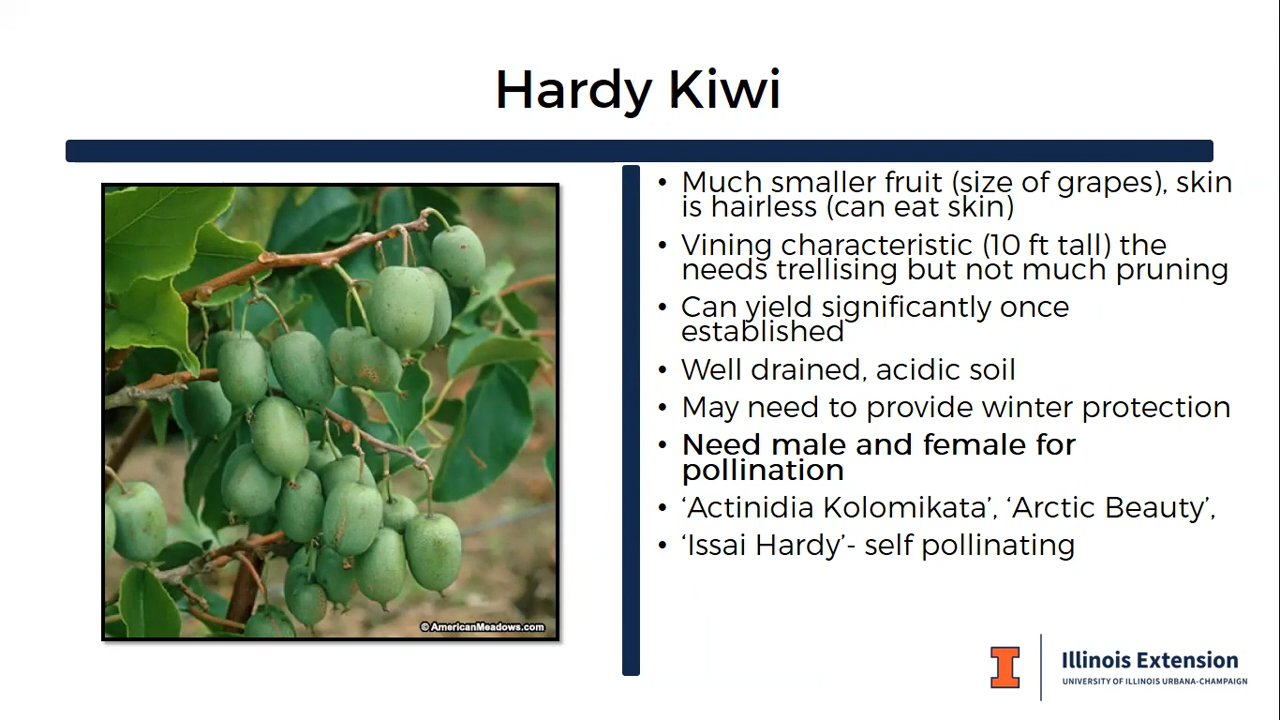 Hardy Kiwi
• Much smaller fruit (size of grapes), skin
is hairless (can eat skin)
• Vining characteristic (10 ft tall) the
needs trellising but not much pruning
• Can yield significantly once
established
• Well drained, acidic soil
• May need to provide winter protection
• Need male and female for
pollination
• ‘Actinidia Kolomikata’, ‘Arctic Beauty’,
• ‘Issai Hardy’- self pollinating
© AmericanMeadows.com
I
Illinois Extension
UNIVERSITY OF ILLINOIS URBANA-CHAMPAIGN